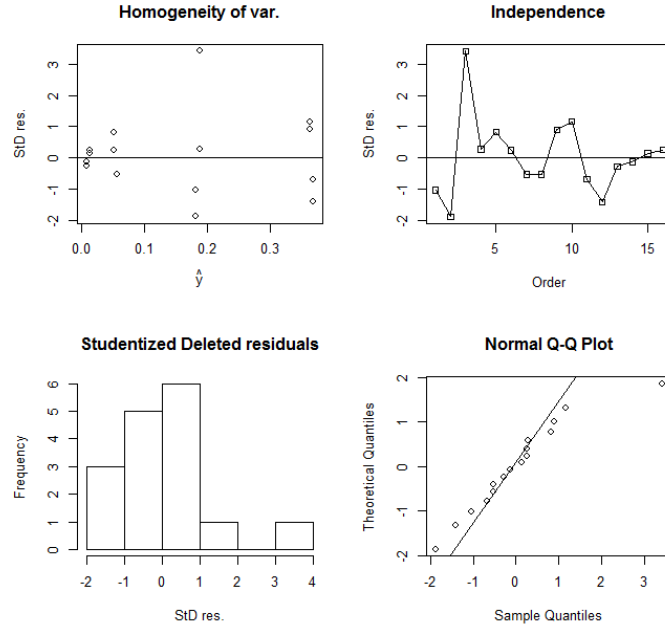 Homogeneity of var.
StD res.
3
2
1
0
-1
-2
0.0 0.1 0.2 0.3
^
y
Independence
StD res.
3
2
1
0
-1
-2
5 10 15
Order
Studentized Deleted residuals
Frequency
6
5
4
3
2
1
0
-2 -1 0 1 2 3 4
StD res.
Normal Q-Q Plot
Theoretical Quantiles
2
1
0
-1
-2
-2 -1 0 1 2 3
Sample Quantiles